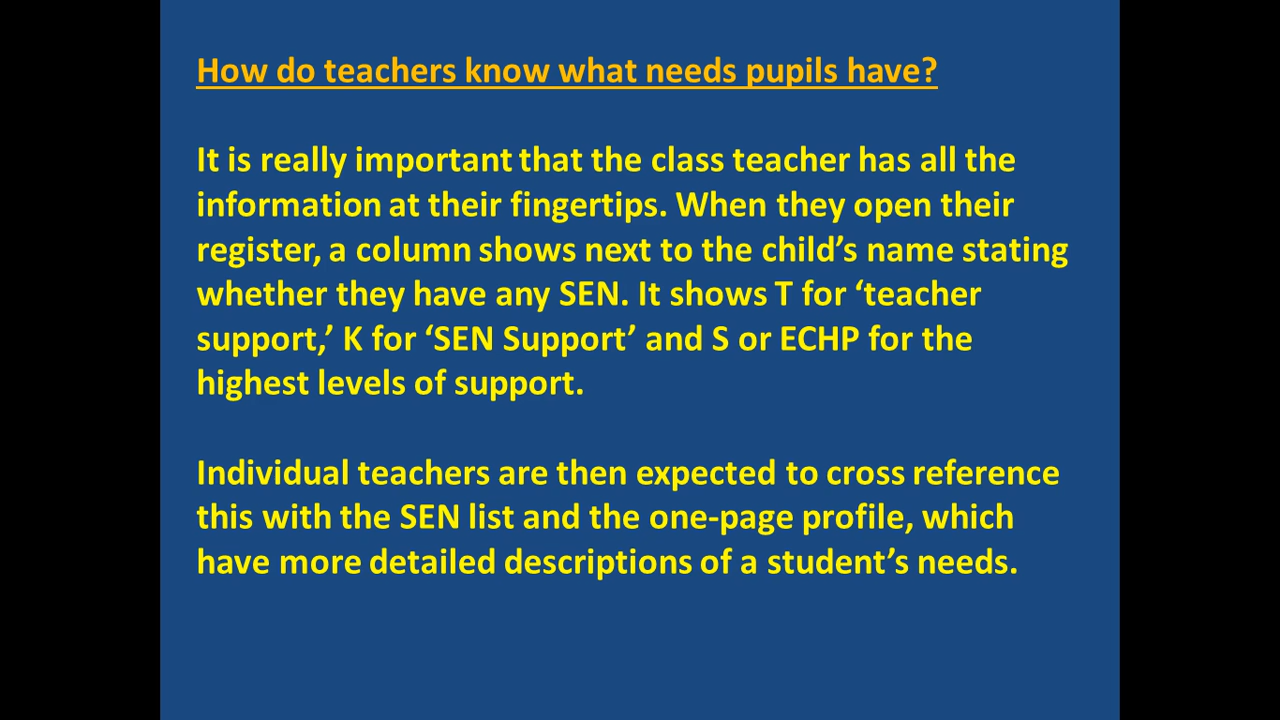 How do teachers know what needs pupils have?
It is really important that the class teacher has all the
information at their fingertips. When they open their
register, a column shows next to the child’s name stating
whether they have any SEN. It shows T for ‘teacher
support,’ K for ‘SEN Support’ and S or ECHP for the
highest levels of support.
Individual teachers are then expected to cross reference
this with the SEN list and the one-page profile, which
have more detailed descriptions of a student’s needs.